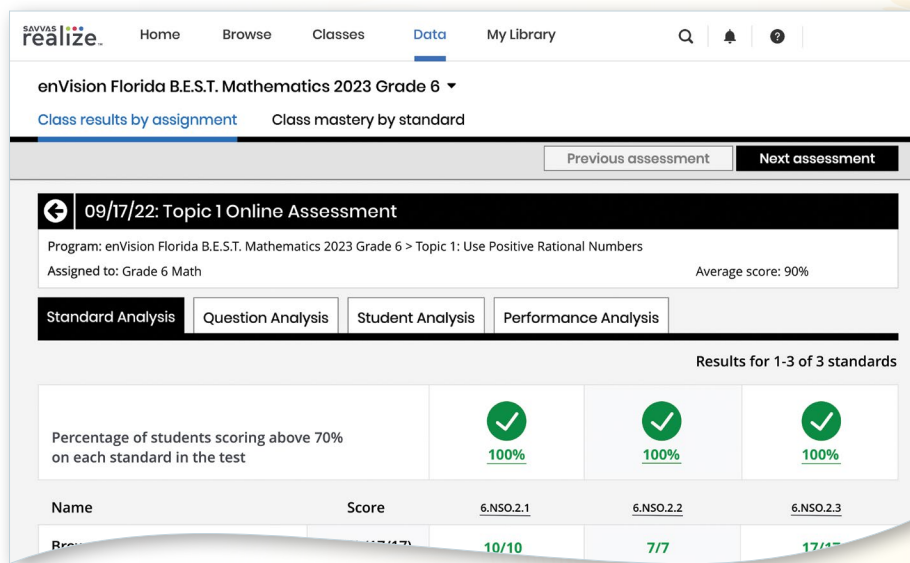 SAVVAS realize.™ Home Browse Classes Data My Library
enVision Florida B.E.S.T. Mathematics 2023 Grade 6
Class results by assignment Class mastery by standard
Previous assessment Next assessment
09/17/22: Topic 1 Online Assessment
Program: enVision Florida B.E.S.T. Mathematics 2023 Grade 6 > Topic 1: Use Positive Rational Numbers
Assigned to: Grade 6 Math Average score: 90%
Standard Analysis Question Analysis Student Analysis Performance Analysis
Results for 1-3 of 3 standards
Percentage of students scoring above 70%
on each standard in the test
100% 100% 100%
Name Score 6.NSO.2.1 6.NSO.2.2 6.NSO.2.3
10/10 7/7